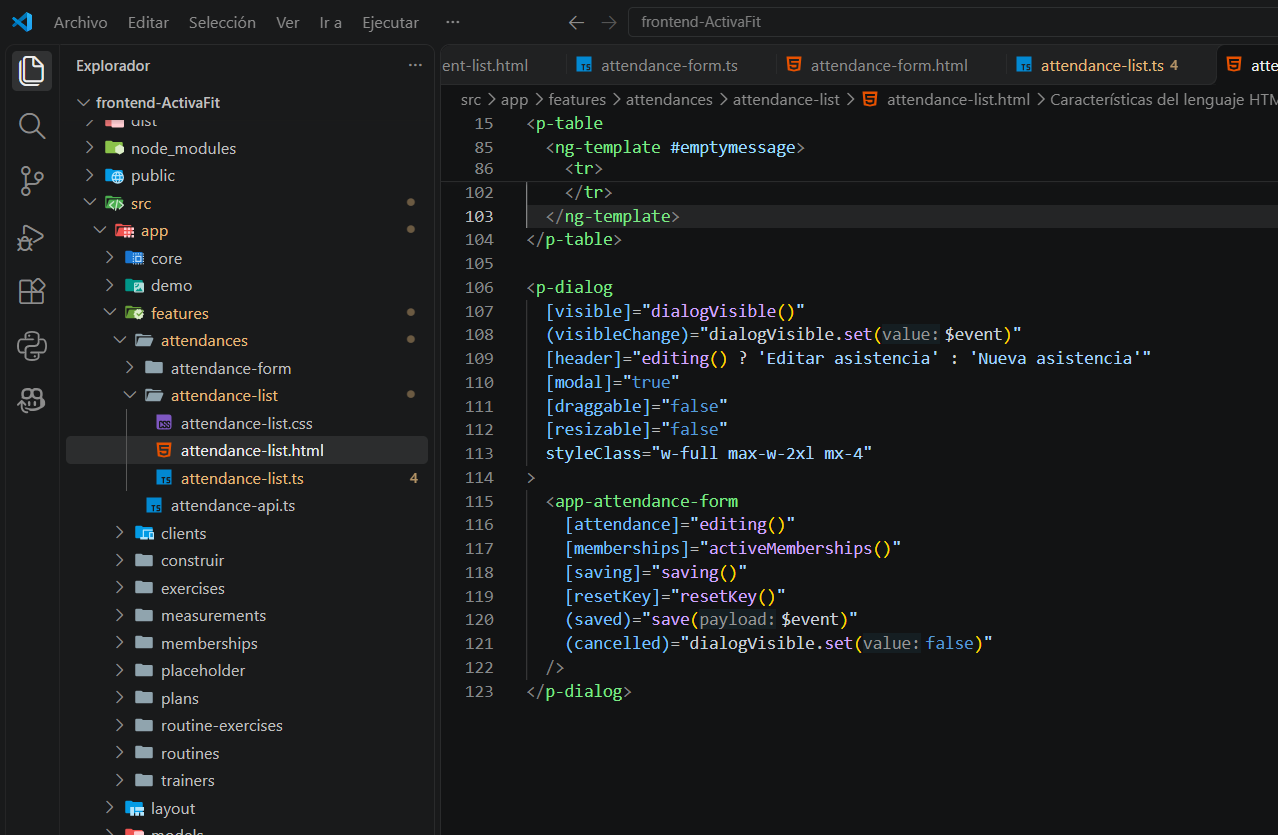 Archivo Editar Selección Ver Ir a Ejecutar ··· frontend-ActivaFit
Explorador ···
frontend-ActivaFit
dist
node_modules
public
src
app
core
demo
features
attendances
attendance-form
attendance-list
attendance-list.css
attendance-list.html
attendance-list.ts 4
attendance-api.ts
clients
construir
exercises
measurements
memberships
placeholder
plans
routine-exercises
routines
trainers
layout
models
ent-list.html attendance-form.ts attendance-form.html attendance-list.ts 4 atte
src > app > features > attendances > attendance-list > attendance-list.html > Características del lenguaje HTM
15 <p-table
85 <ng-template #emptymessage>
86 <tr>
102 </tr>
103 </ng-template>
104 </p-table>
105
106 <p-dialog
107 [visible]="dialogVisible()"
108 (visibleChange)="dialogVisible.set(value: $event)"
109 [header]="editing() ? 'Editar asistencia' : 'Nueva asistencia'"
110 [modal]="true"
111 [draggable]="false"
112 [resizable]="false"
113 styleClass="w-full max-w-2xl mx-4"
114 >
115 <app-attendance-form
116 [attendance]="editing()"
117 [memberships]="activeMemberships()"
118 [saving]="saving()"
119 [resetKey]="resetKey()"
120 (saved)="save(payload: $event)"
121 (cancelled)="dialogVisible.set(value: false)"
122 />
123 </p-dialog>